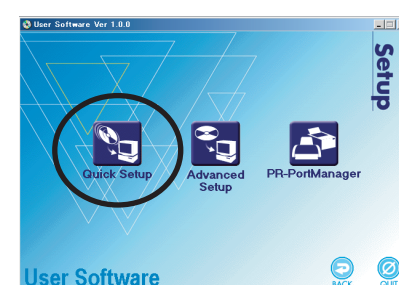 User Software Ver 1.0.0
Setup
Quick Setup
Advanced
Setup
PR-PortManager
User Software
BACK
QUIT